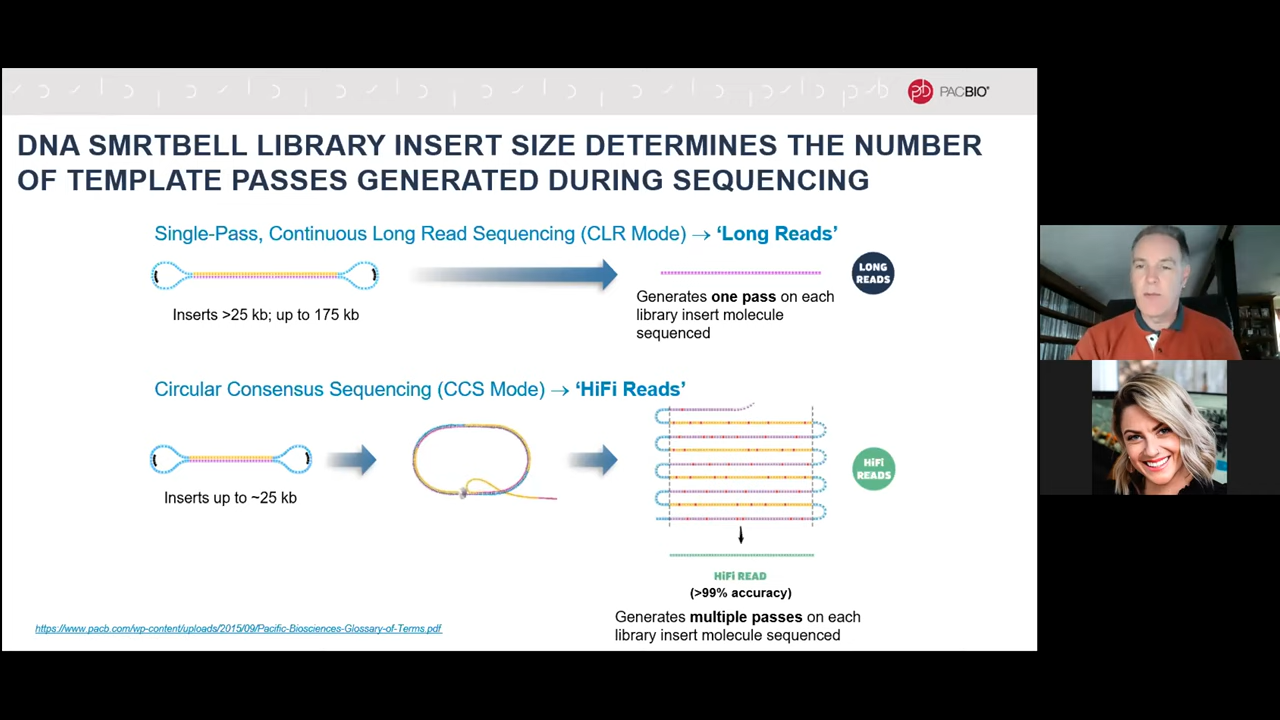 PACBIO®
DNA SMRTBELL LIBRARY INSERT SIZE DETERMINES THE NUMBER
OF TEMPLATE PASSES GENERATED DURING SEQUENCING
Single-Pass, Continuous Long Read Sequencing (CLR Mode) → ‘Long Reads’
LONG
READS
Inserts >25 kb; up to 175 kb
Generates one pass on each
library insert molecule
sequenced
Circular Consensus Sequencing (CCS Mode) → ‘HiFi Reads’
HiFi
READS
Inserts up to ~25 kb
HiFi READ
(>99% accuracy)
Generates multiple passes on each
library insert molecule sequenced
https://www.pacb.com/wp-content/uploads/2015/09/Pacific-Biosciences-Glossary-of-Terms.pdf